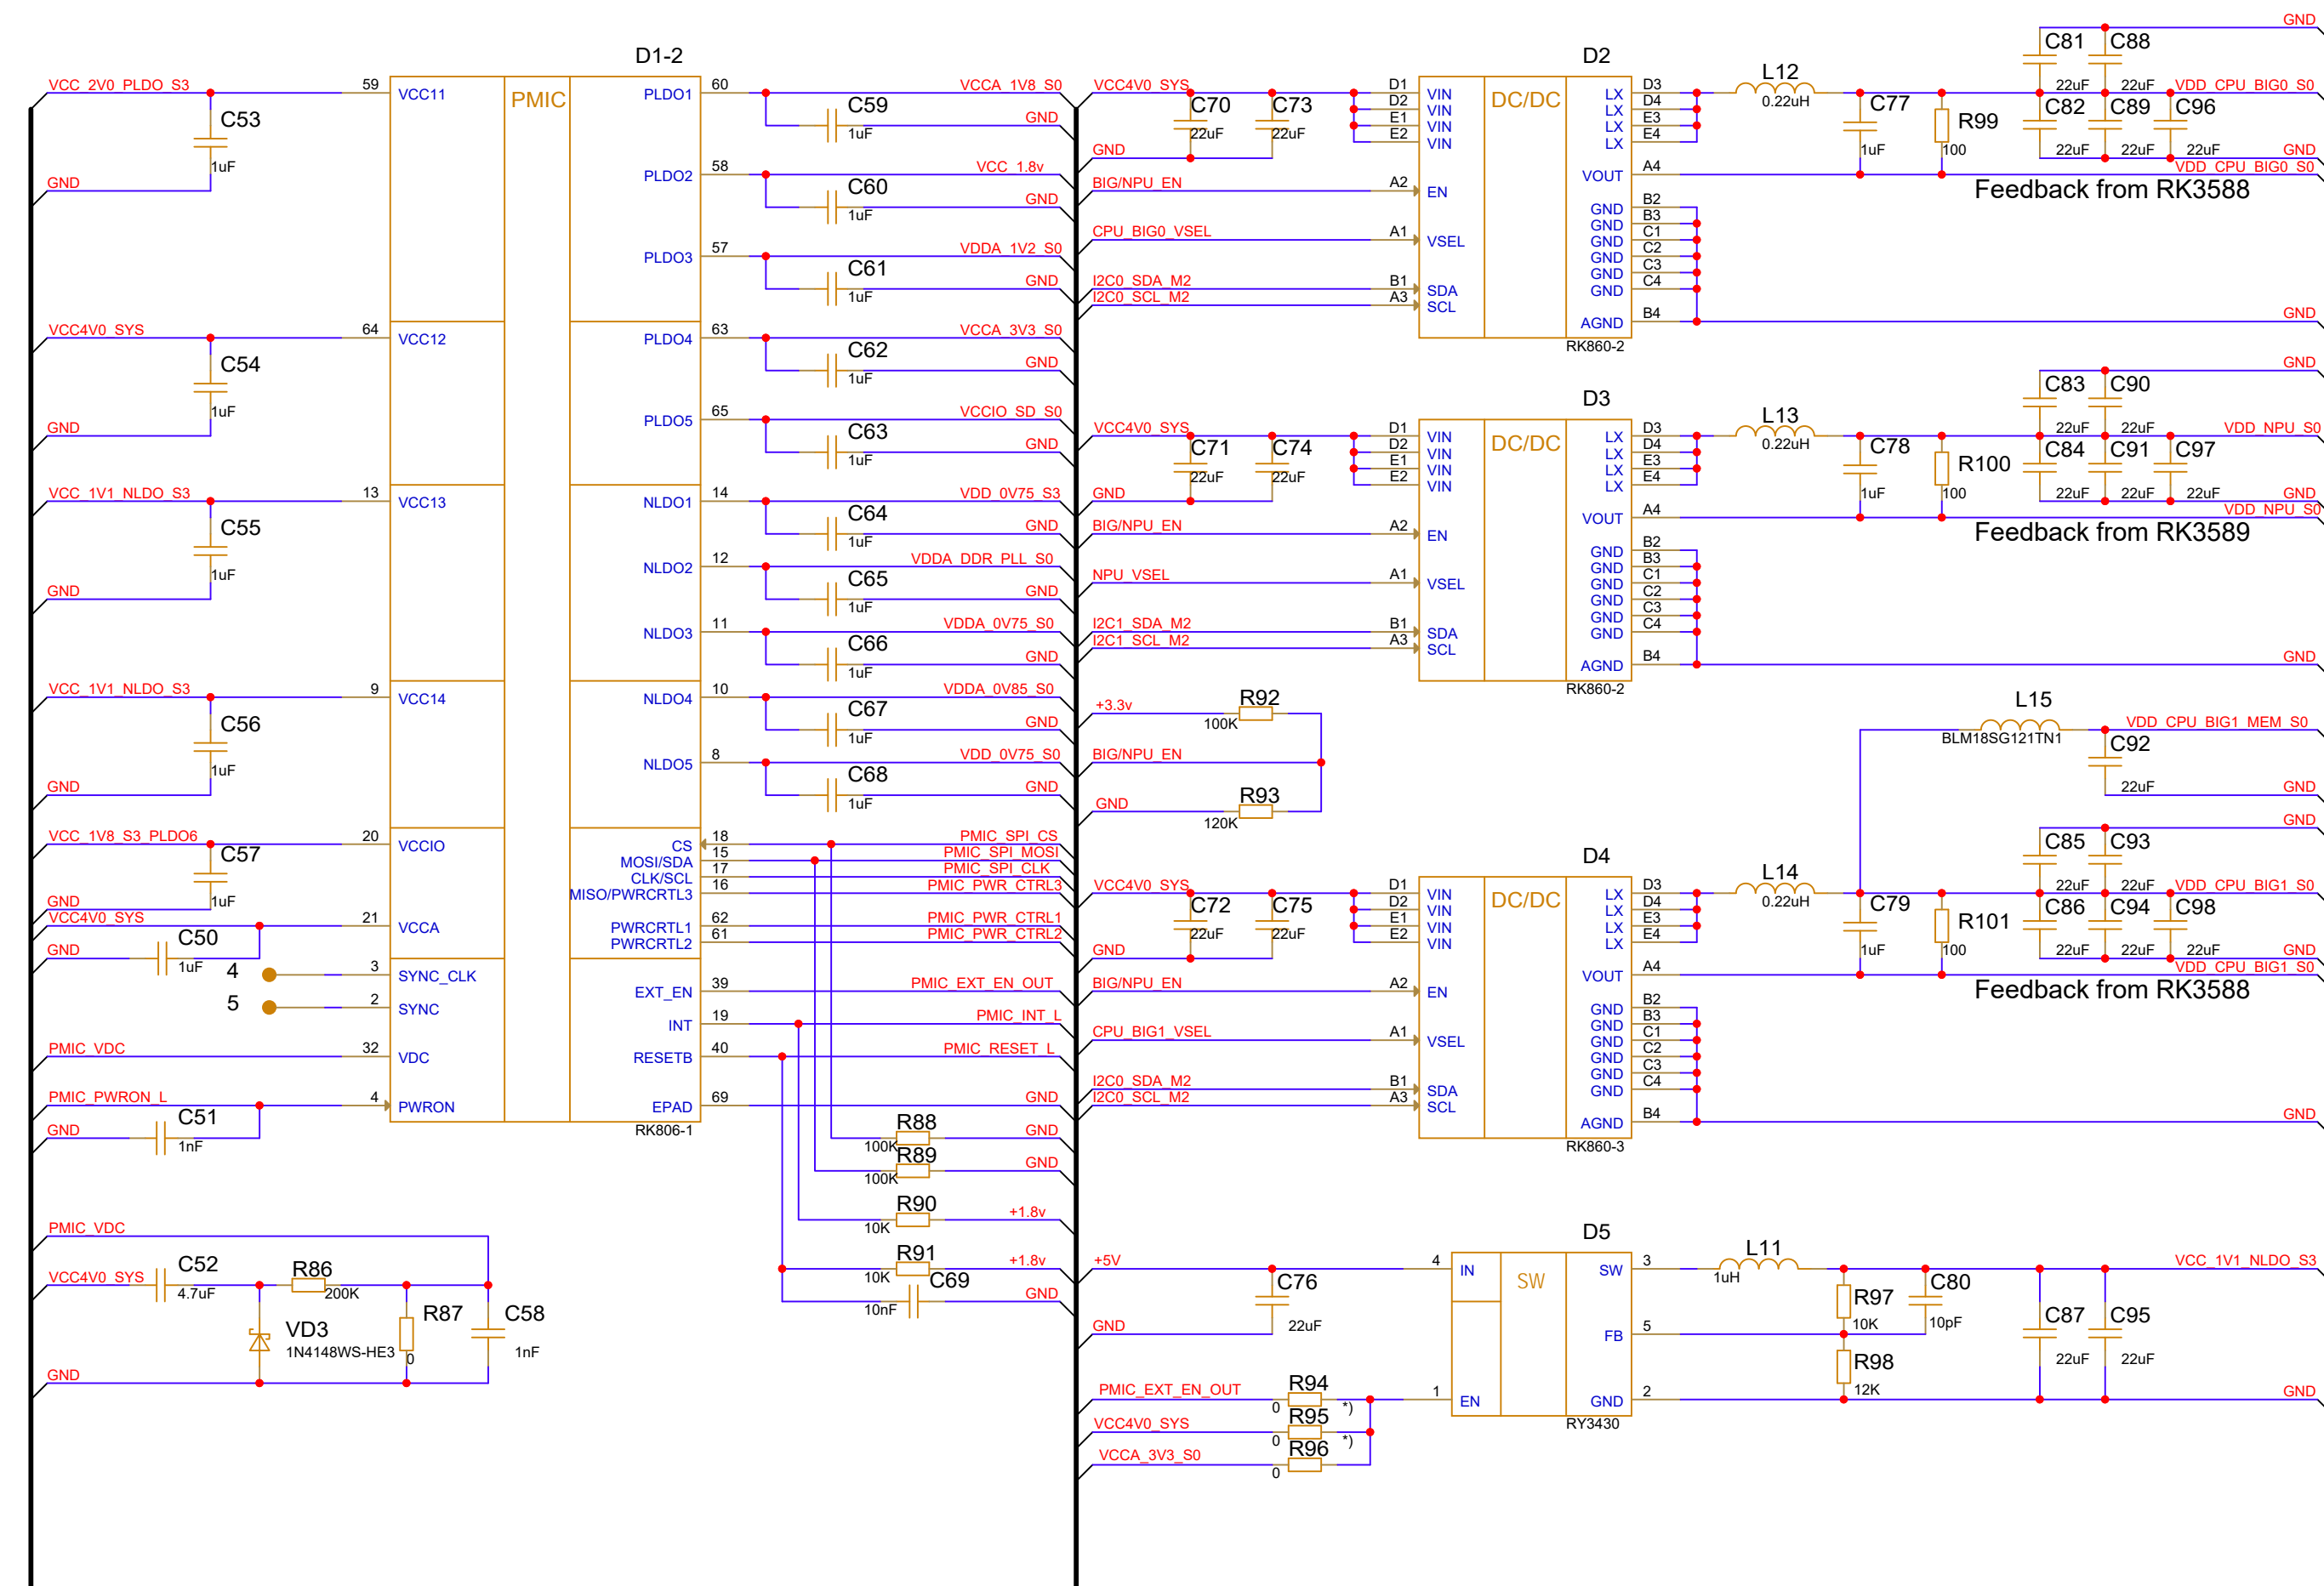 D1-2
PMIC
RK806-1
VCC_2V0_PLDO_S3
59
VCC11
C53
1uF
GND
VCC4V0_SYS
64
VCC12
C54
1uF
GND
VCC_1V1_NLDO_S3
13
VCC13
C55
1uF
GND
VCC_1V1_NLDO_S3
9
VCC14
C56
1uF
GND
VCC_1V8_S3_PLDO6
20
VCCIO
C57
1uF
GND
VCC4V0_SYS
21
VCCA
GND
C50
1uF
4
3
SYNC_CLK
5
2
SYNC
PMIC_VDC
32
VDC
PMIC_PWRON_L
4
PWRON
GND
C51
1nF
PMIC_VDC
VCC4V0_SYS
C52
4.7uF
R86
200K
VD3
1N4148WS-HE3
R87
0
C58
1nF
GND
PLDO1
60
VCCA_1V8_S0
C59
1uF
GND
PLDO2
58
VCC_1.8v
C60
1uF
GND
PLDO3
57
VDDA_1V2_S0
C61
1uF
GND
PLDO4
63
VCCA_3V3_S0
C62
1uF
GND
PLDO5
65
VCCIO_SD_S0
C63
1uF
GND
NLDO1
14
VDD_0V75_S3
C64
1uF
GND
NLDO2
12
VDDA_DDR_PLL_S0
C65
1uF
GND
NLDO3
11
VDDA_0V75_S0
C66
1uF
GND
NLDO4
10
VDDA_0V85_S0
C67
1uF
GND
NLDO5
8
VDD_0V75_S0
C68
1uF
GND
CS
18
PMIC_SPI_CS
MOSI/SDA
15
PMIC_SPI_MOSI
CLK/SCL
17
PMIC_SPI_CLK
MISO/PWRCRTL3
16
PMIC_PWR_CTRL3
PWRCRTL1
62
PMIC_PWR_CTRL1
PWRCRTL2
61
PMIC_PWR_CTRL2
EXT_EN
39
PMIC_EXT_EN_OUT
INT
19
PMIC_INT_L
RESETB
40
PMIC_RESET_L
EPAD
69
GND
R88
100K
GND
R89
100K
GND
R90
10K
+1.8v
R91
10K
+1.8v
C69
10nF
GND
D2
DC/DC
RK860-2
VCC4V0_SYS
C70
22uF
C73
22uF
GND
BIG/NPU_EN
CPU_BIG0_VSEL
I2C0_SDA_M2
I2C0_SCL_M2
D1 VIN
D2 VIN
E1 VIN
E2 VIN
A2 EN
A1 VSEL
B1 SDA
A3 SCL
LX D3
LX D4
LX E3
LX E4
VOUT A4
GND B2
GND B3
GND C1
GND C2
GND C3
GND C4
AGND B4
L12
0.22uH
C77
1uF
R99
100
C81
22uF
C88
22uF
C82
22uF
C89
22uF
C96
22uF
GND
VDD_CPU_BIG0_S0
GND
VDD_CPU_BIG0_S0
Feedback from RK3588
GND
D3
DC/DC
RK860-2
VCC4V0_SYS
C71
22uF
C74
22uF
GND
BIG/NPU_EN
NPU_VSEL
I2C1_SDA_M2
I2C1_SCL_M2
D1 VIN
D2 VIN
E1 VIN
E2 VIN
A2 EN
A1 VSEL
B1 SDA
A3 SCL
LX D3
LX D4
LX E3
LX E4
VOUT A4
GND B2
GND B3
GND C1
GND C2
GND C3
GND C4
AGND B4
L13
0.22uH
C78
1uF
R100
100
C83
22uF
C90
22uF
C84
22uF
C91
22uF
C97
22uF
GND
VDD_NPU_S0
GND
VDD_NPU_S0
Feedback from RK3589
GND
+3.3v
R92
100K
BIG/NPU_EN
GND
R93
120K
D4
DC/DC
RK860-3
VCC4V0_SYS
C72
22uF
C75
22uF
GND
BIG/NPU_EN
CPU_BIG1_VSEL
I2C0_SDA_M2
I2C0_SCL_M2
D1 VIN
D2 VIN
E1 VIN
E2 VIN
A2 EN
A1 VSEL
B1 SDA
A3 SCL
LX D3
LX D4
LX E3
LX E4
VOUT A4
GND B2
GND B3
GND C1
GND C2
GND C3
GND C4
AGND B4
L15
BLM18SG121TN1
VDD_CPU_BIG1_MEM_S0
C92
22uF
GND
L14
0.22uH
C79
1uF
R101
100
C85
22uF
C93
22uF
C86
22uF
C94
22uF
C98
22uF
GND
VDD_CPU_BIG1_S0
GND
VDD_CPU_BIG1_S0
Feedback from RK3588
GND
D5
SW
RY3430
+5V
C76
22uF
GND
4 IN
PMIC_EXT_EN_OUT
R94
0
*)
VCC4V0_SYS
R95
0
*)
VCCA_3V3_S0
R96
0
1 EN
SW 3
FB 5
GND 2
L11
1uH
R97
10K
C80
10pF
R98
12K
C87
22uF
C95
22uF
VCC_1V1_NLDO_S3
GND